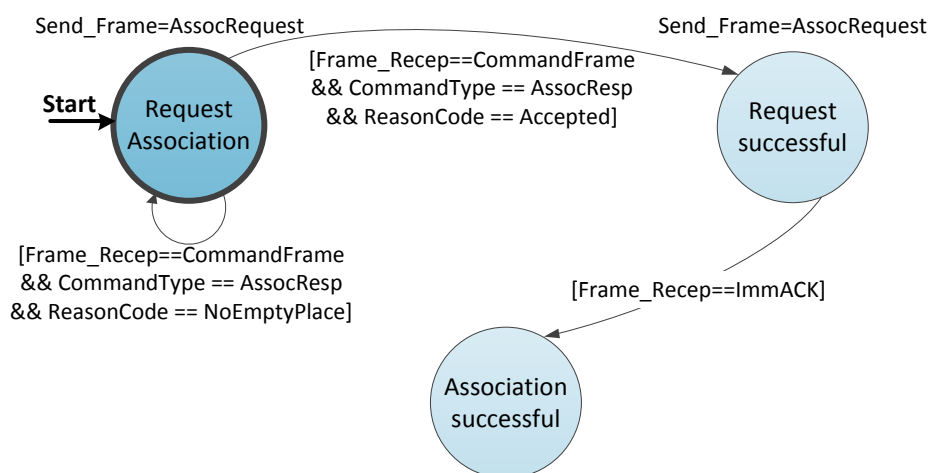 Send_Frame=AssocRequest
Start
Request
Association
[Frame_Recep==CommandFrame
&& CommandType == AssocResp
&& ReasonCode == Accepted]
Send_Frame=AssocRequest
Request
successful
[Frame_Recep==CommandFrame
&& CommandType == AssocResp
&& ReasonCode == NoEmptyPlace]
[Frame_Recep==ImmACK]
Association
successful